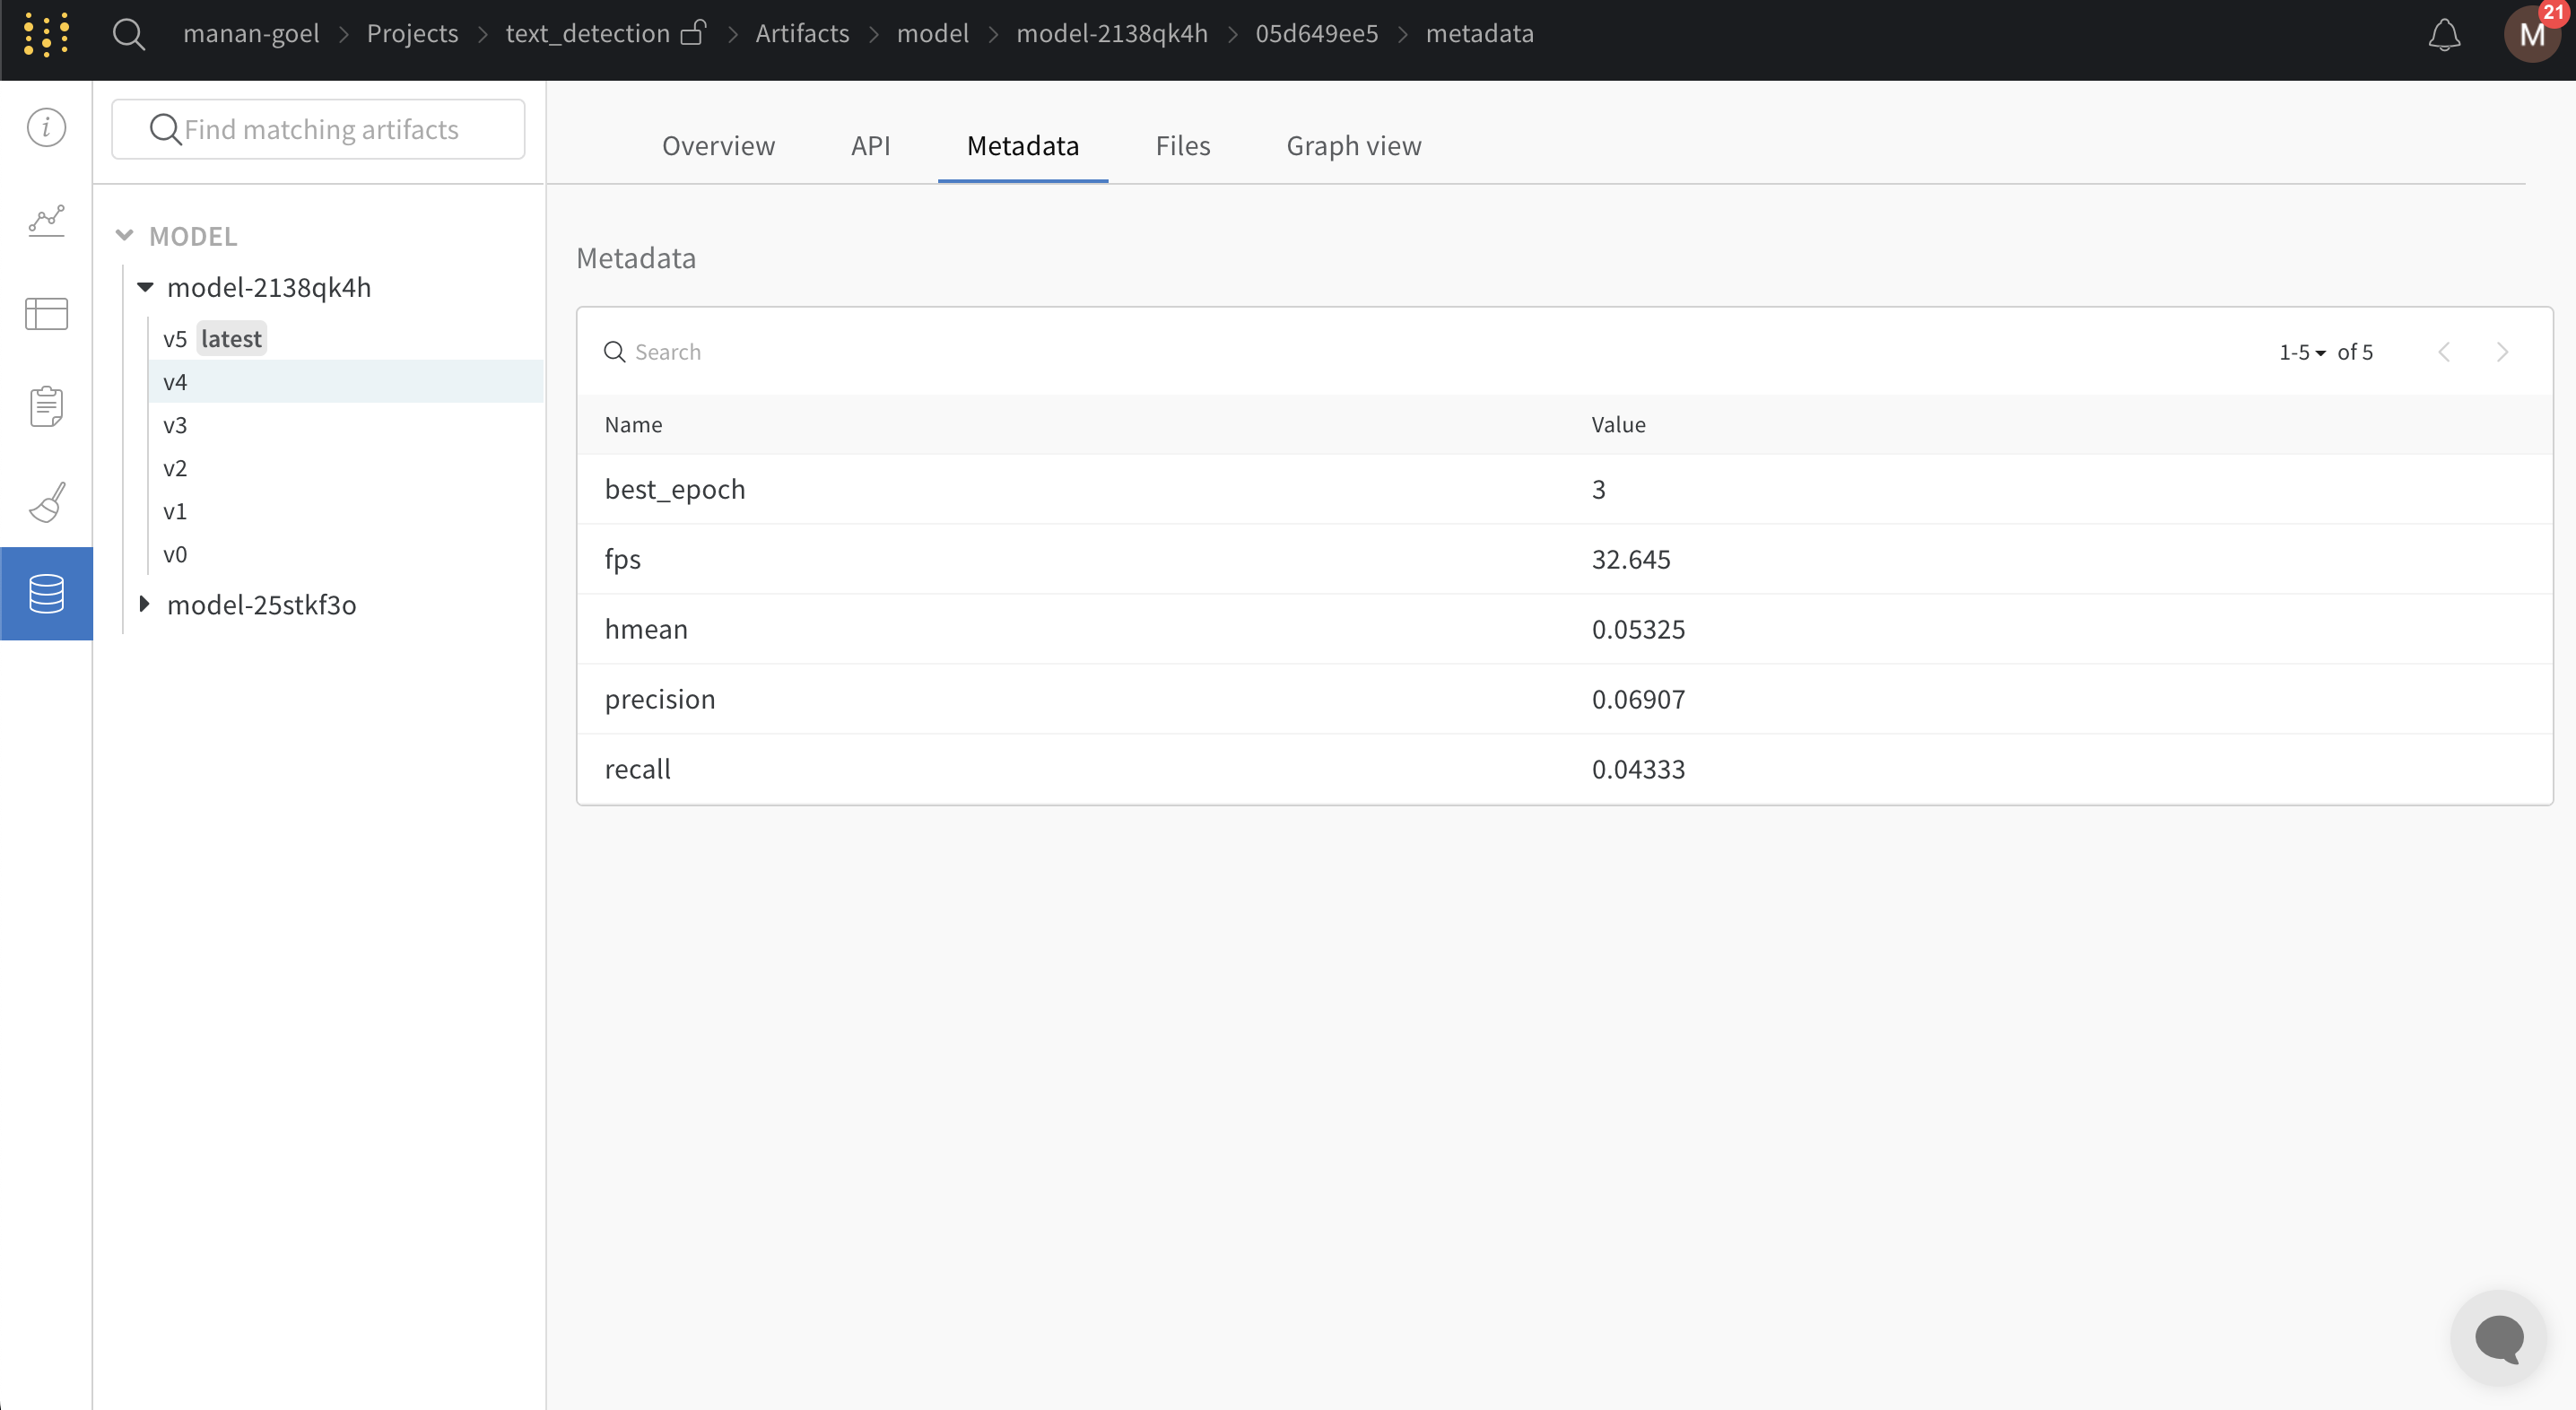 manan-goel > Projects > text_detection > Artifacts > model > model-2138qk4h > 05d649ee5 > metadata
M
21
Find matching artifacts
MODEL
model-2138qk4h
v5 latest
v4
v3
v2
v1
v0
model-25stkf3o
Overview API Metadata Files Graph view
Metadata
Search
1-5 of 5
Name Value
best_epoch 3
fps 32.645
hmean 0.05325
precision 0.06907
recall 0.04333